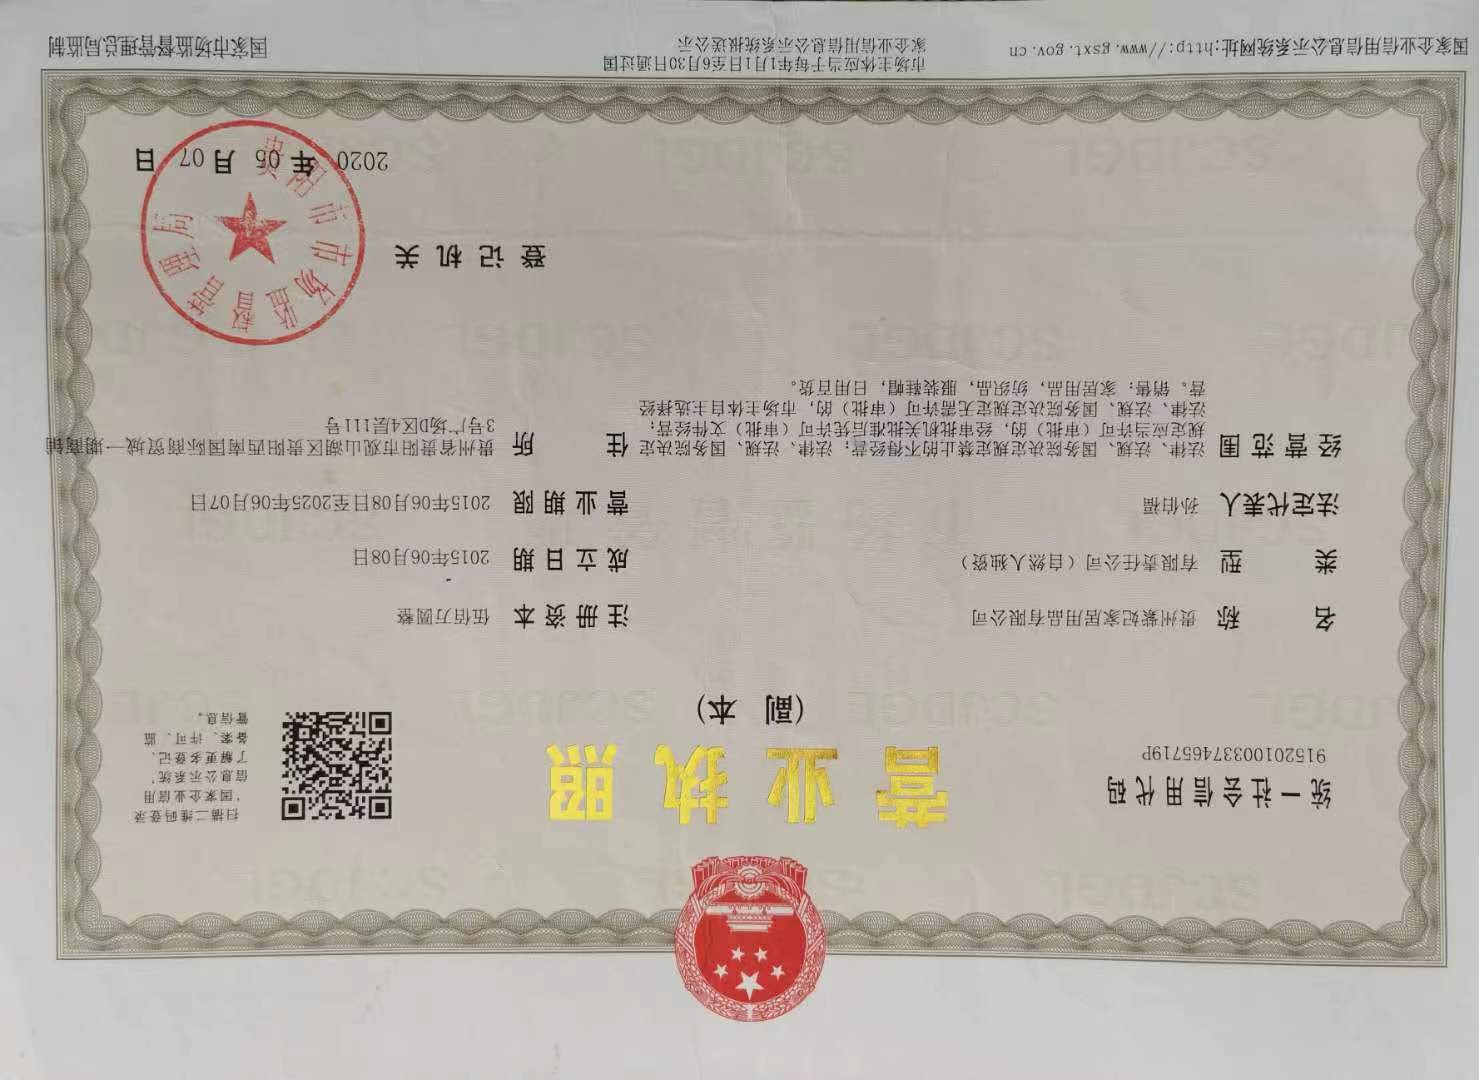 统一社会信用代码
915201003374665719P
营业执照
(副 本)
扫描二维码登录
“国家企业信用
信息公示系统”
了解更多登记、
备案、许可、监
管信息。
名 称 贵州紫妃家居用品有限公司
类 型 有限责任公司（自然人独资）
法定代表人 孙伯福
经营范围 法律、法规、国务院决定规定禁止的不得经营；法律、法规、国务院决定
规定应当许可（审批）的，经审批机关批准后凭许可（审批）文件经营；
法律、法规、国务院决定规定无需许可（审批）的，市场主体自主选择经
营。销售：家居用品，纺织品，服装鞋帽，日用百货。
注册资本 伍佰万圆整
成立日期 2015年06月08日
营业期限 2015年06月08日至2025年06月07日
住 所 贵州省贵阳市观山湖区贵阳西南国际商贸城一期商铺
3号广场D区4层111号
登记机关
贵阳市市场监督管理局
2020 年 05 月 07 日
国家企业信用信息公示系统网址:http://www.gsxt.gov.cn
市场主体应当于每年1月1日至6月30日通过国
家企业信用信息公示系统报送公示
国家市场监督管理总局监制